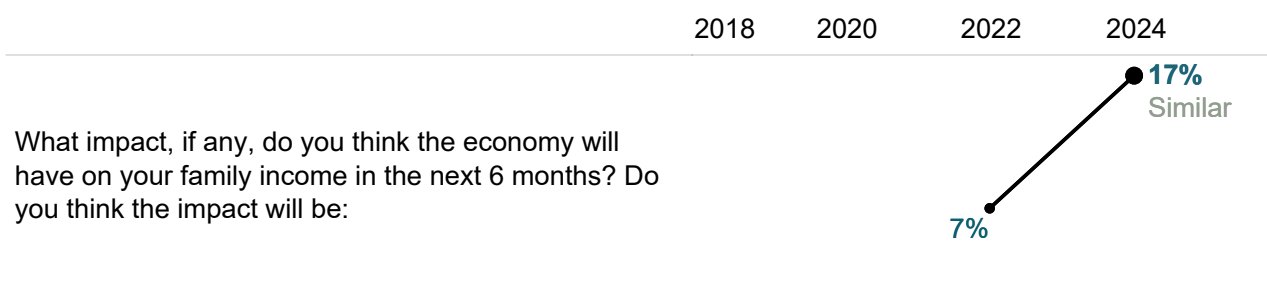 2018 2020 2022 2024
17%
Similar
What impact, if any, do you think the economy will
have on your family income in the next 6 months? Do
you think the impact will be:
7%